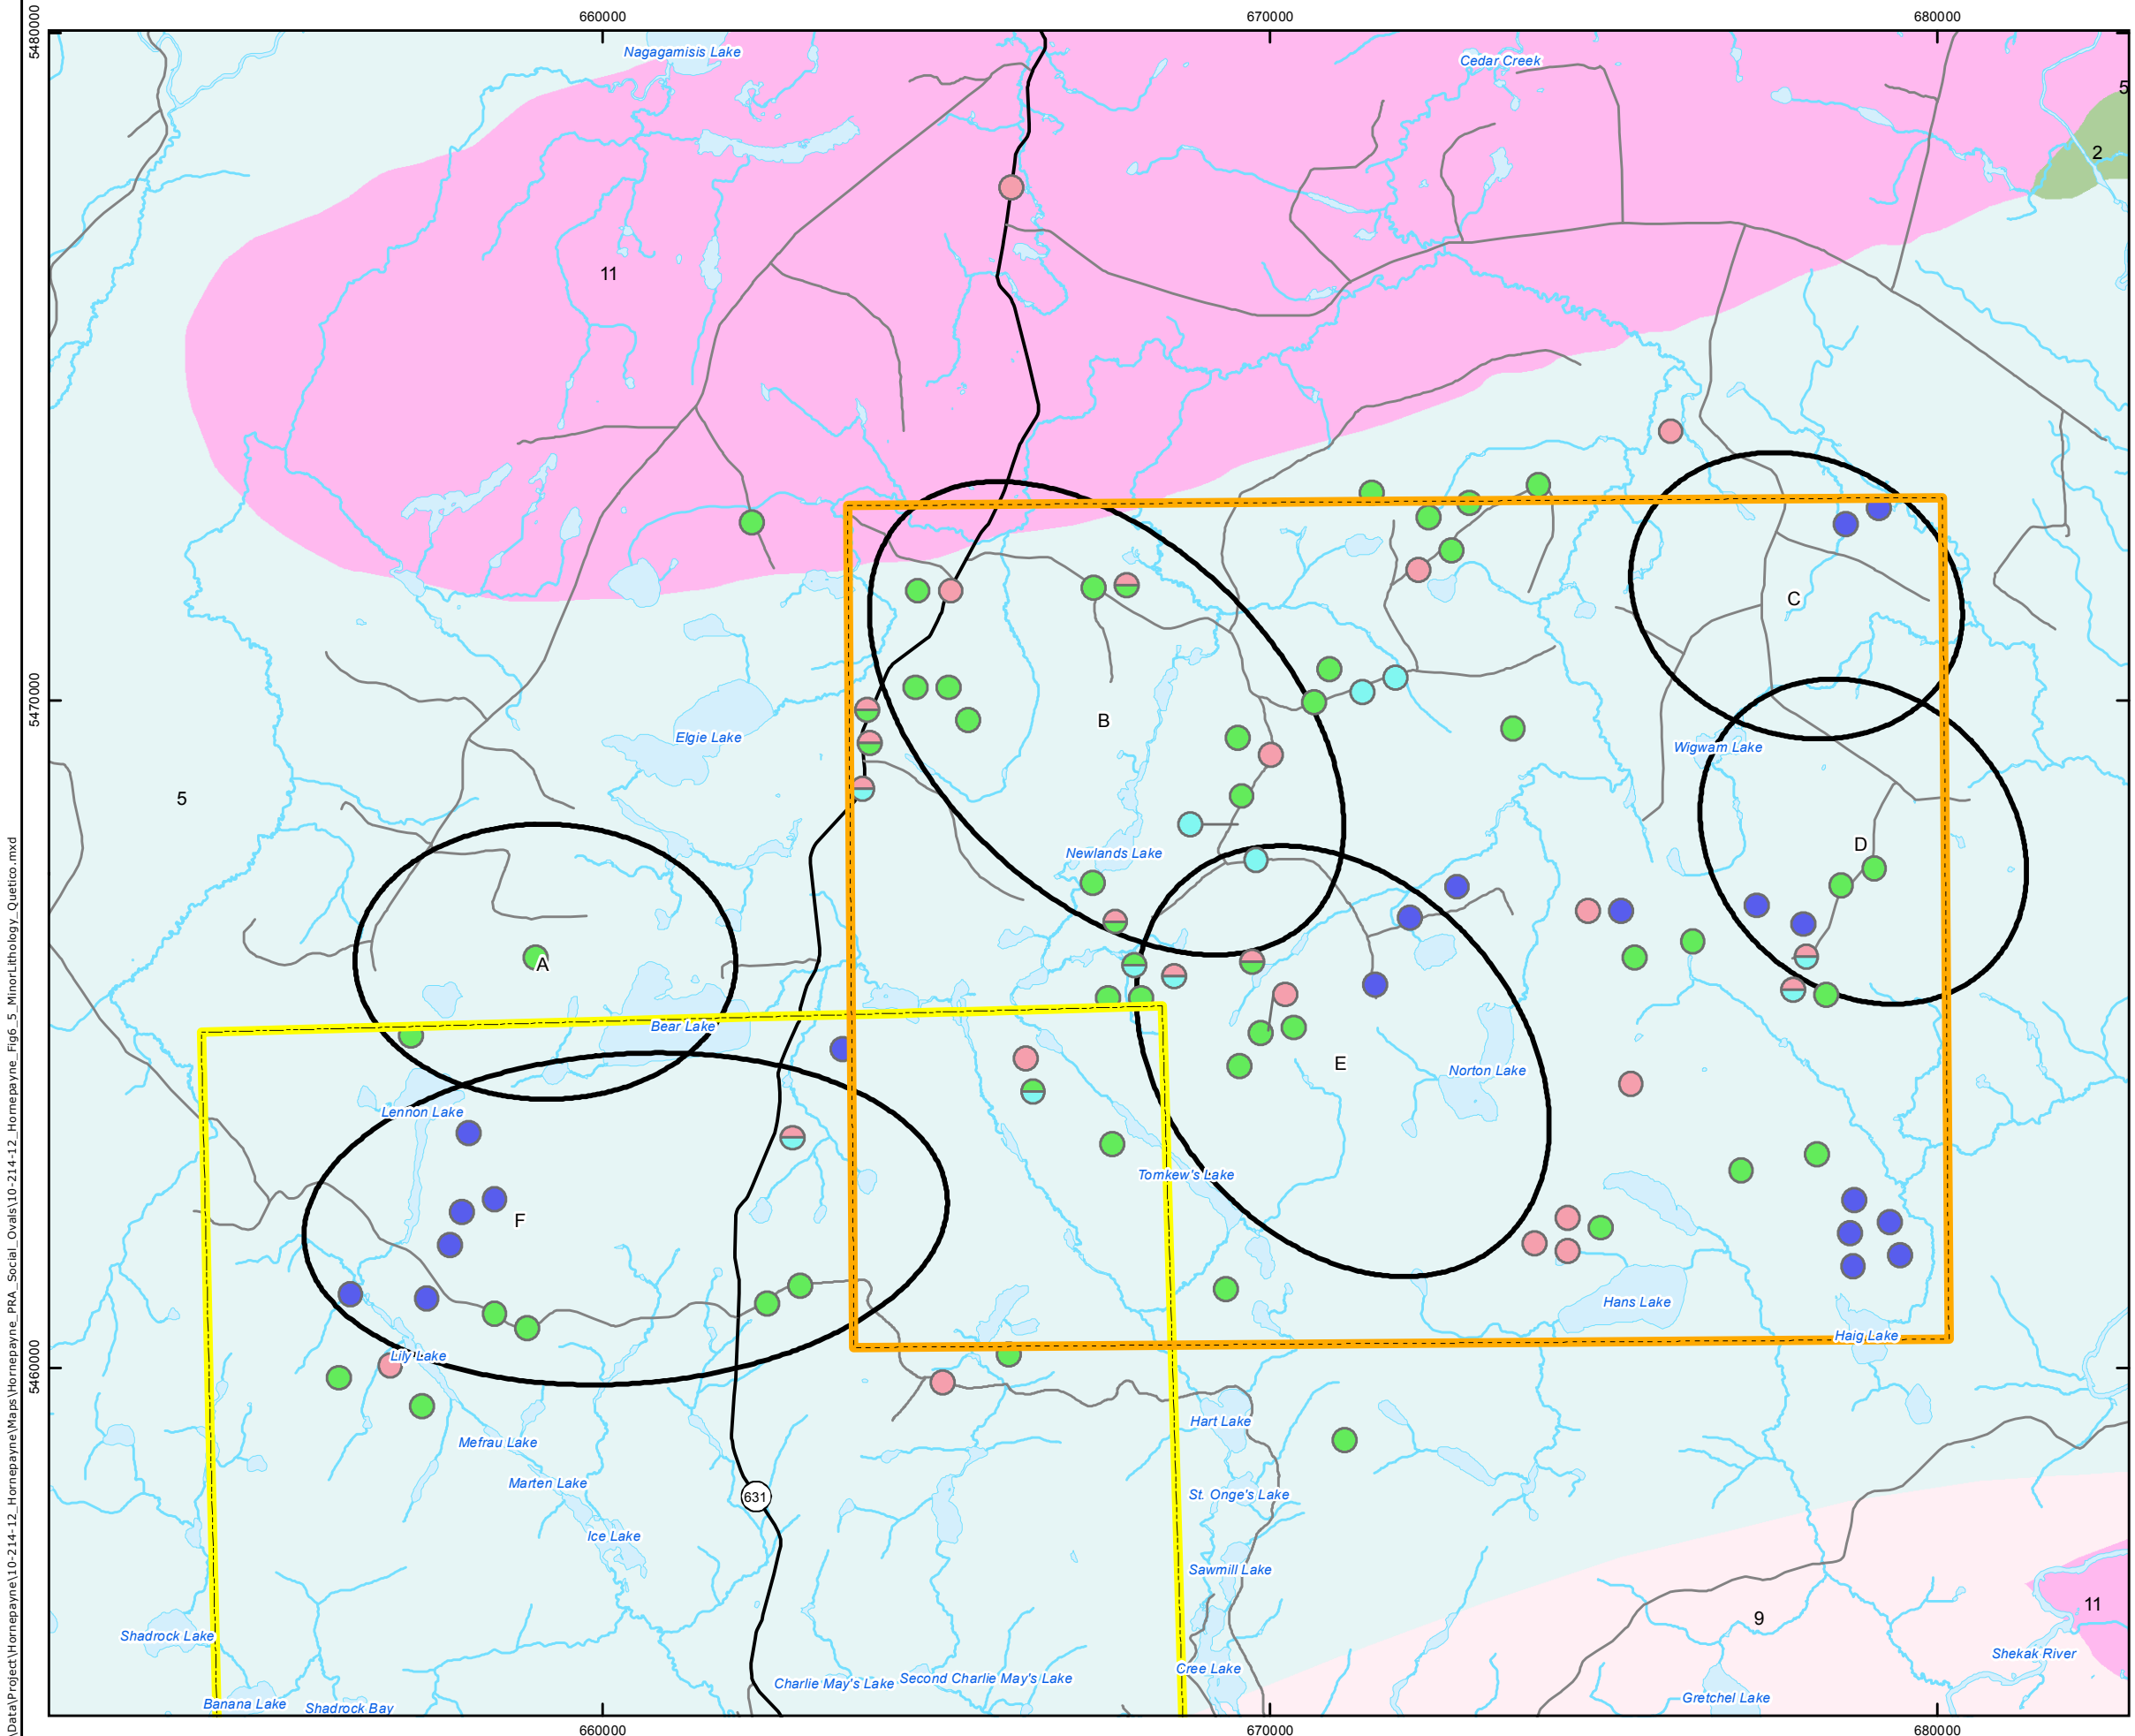 660000
670000
680000
5480000
Nagagamisis Lake
Cedar Creek
5
2
11
5470000
C
B
Elgie Lake
Wigwam Lake
5
D
Newlands Lake
A
Bear Lake
E
Norton Lake
Lennon Lake
Tomkew's Lake
F
Hans Lake
Haig Lake
Lily Lake
5460000
Hart Lake
Mefrau Lake
Marten Lake
St. Onge's Lake
631
Ice Lake
Sawmill Lake
11
9
Shadrock Lake
Shekak River
Cree Lake
Second Charlie May's Lake
Charlie May's Lake
Gretchel Lake
Banana Lake
Shadrock Bay
660000
670000
680000
\Data\Project\Hornepayne\10-214-12_Hornepayne\Maps\Hornepayne_PRA_Social_Ovals\10-214-12_Hornepayne_Fig6_5_MinorLithology_Quetico.mxd